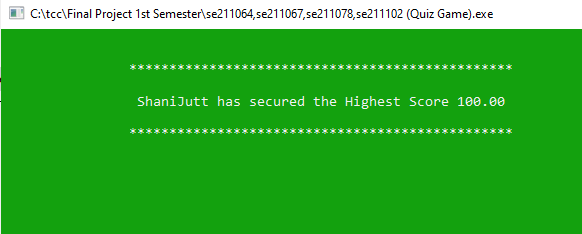 C:\tcc\Final Project 1st Semester\se211064,se211067,se211078,se211102 (Quiz Game).exe
************************************************
ShaniJutt has secured the Highest Score 100.00
************************************************